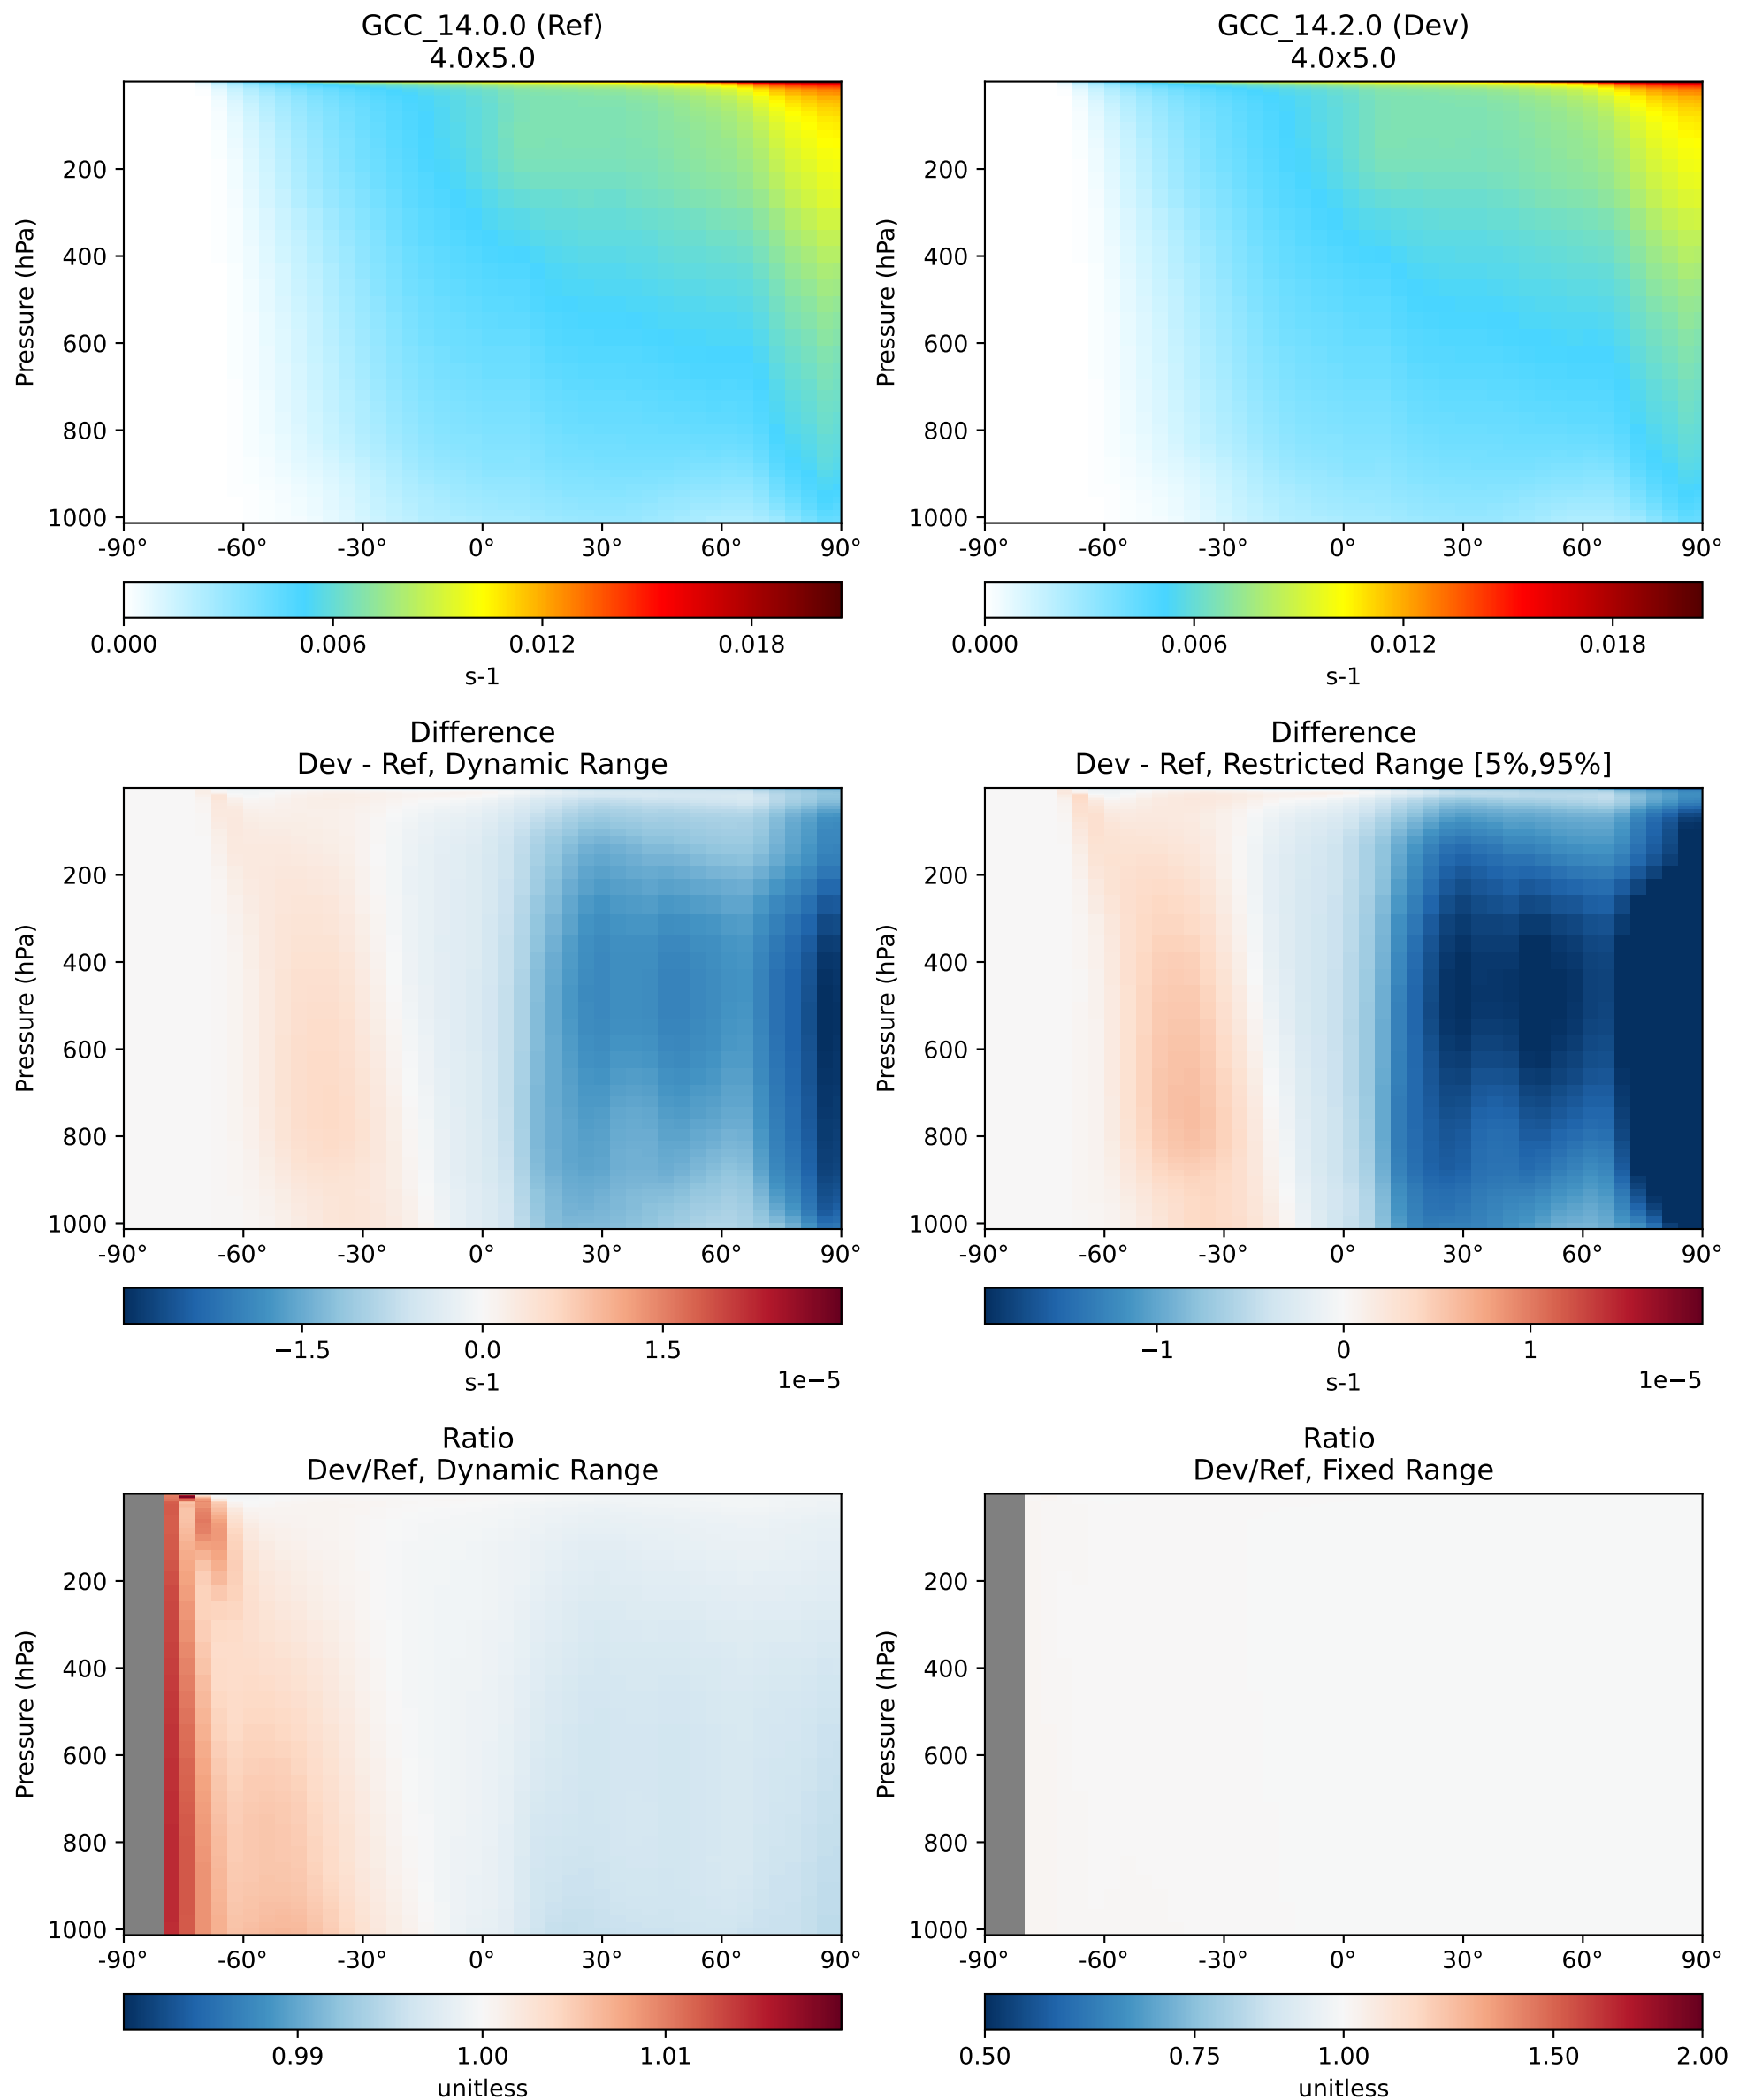 GCC_14.0.0 (Ref)
4.0x5.0
Pressure (hPa)
200
400
600
800
1000
-90° -60° -30° 0° 30° 60° 90°
0.000 0.006 0.012 0.018
s-1
GCC_14.2.0 (Dev)
4.0x5.0
Pressure (hPa)
200
400
600
800
1000
-90° -60° -30° 0° 30° 60° 90°
0.000 0.006 0.012 0.018
s-1
Difference
Dev - Ref, Dynamic Range
Pressure (hPa)
200
400
600
800
1000
-90° -60° -30° 0° 30° 60° 90°
−1.5 0.0 1.5
s-1 1e−5
Difference
Dev - Ref, Restricted Range [5%,95%]
Pressure (hPa)
200
400
600
800
1000
-90° -60° -30° 0° 30° 60° 90°
−1 0 1
s-1 1e−5
Ratio
Dev/Ref, Dynamic Range
Pressure (hPa)
200
400
600
800
1000
-90° -60° -30° 0° 30° 60° 90°
0.99 1.00 1.01
unitless
Ratio
Dev/Ref, Fixed Range
Pressure (hPa)
200
400
600
800
1000
-90° -60° -30° 0° 30° 60° 90°
0.50 0.75 1.00 1.50 2.00
unitless